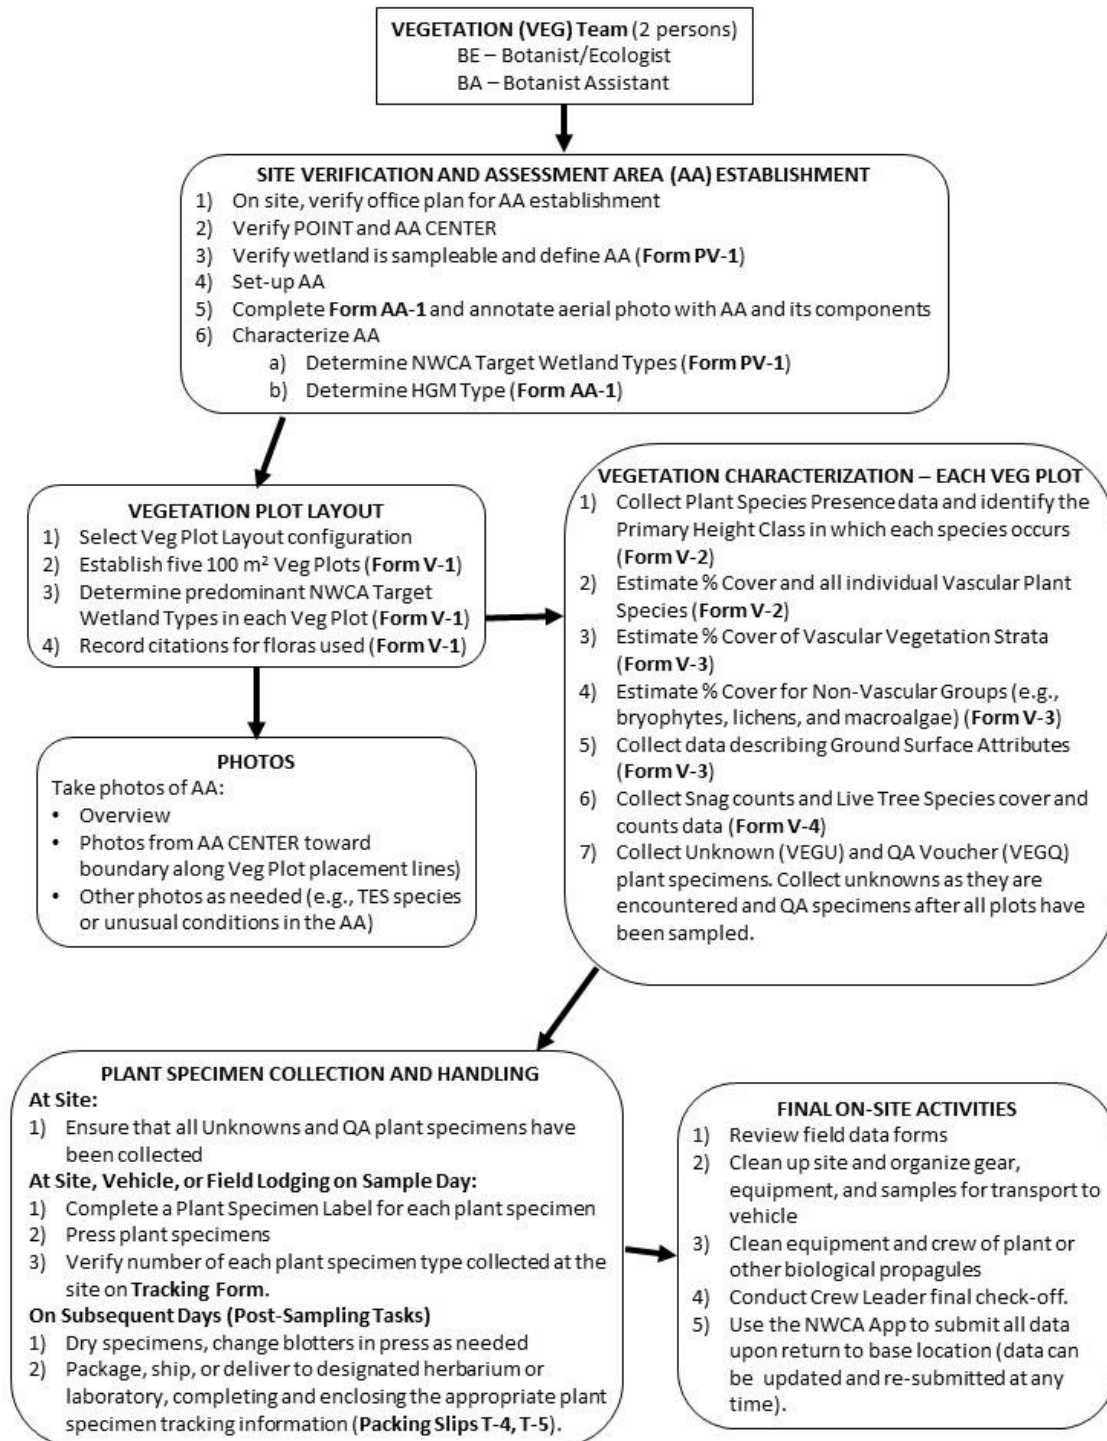 VEGETATION (VEG) Team (2 persons)
BE – Botanist/Ecologist
BA – Botanist Assistant
SITE VERIFICATION AND ASSESSMENT AREA (AA) ESTABLISHMENT
1) On site, verify office plan for AA establishment
2) Verify POINT and AA CENTER
3) Verify wetland is sampleable and define AA (Form PV-1)
4) Set-up AA
5) Complete Form AA-1 and annotate aerial photo with AA and its components
6) Characterize AA
a) Determine NWCA Target Wetland Types (Form PV-1)
b) Determine HGM Type (Form AA-1)
VEGETATION PLOT LAYOUT
1) Select Veg Plot Layout configuration
2) Establish five 100 m² Veg Plots (Form V-1)
3) Determine predominant NWCA Target
Wetland Types in each Veg Plot (Form V-1)
4) Record citations for floras used (Form V-1)
VEGETATION CHARACTERIZATION – EACH VEG PLOT
1) Collect Plant Species Presence data and identify the
Primary Height Class in which each species occurs
(Form V-2)
2) Estimate % Cover and all individual Vascular Plant
Species (Form V-2)
3) Estimate % Cover of Vascular Vegetation Strata
(Form V-3)
4) Estimate % Cover for Non-Vascular Groups (e.g.,
bryophytes, lichens, and macroalgae) (Form V-3)
5) Collect data describing Ground Surface Attributes
(Form V-3)
6) Collect Snag counts and Live Tree Species cover and
counts data (Form V-4)
7) Collect Unknown (VEGU) and QA Voucher (VEGQ)
plant specimens. Collect unknowns as they are
encountered and QA specimens after all plots have
been sampled.
PHOTOS
Take photos of AA:
• Overview
• Photos from AA CENTER toward
boundary along Veg Plot placement lines)
• Other photos as needed (e.g., TES species
or unusual conditions in the AA)
PLANT SPECIMEN COLLECTION AND HANDLING
At Site:
1) Ensure that all Unknowns and QA plant specimens have
been collected
At Site, Vehicle, or Field Lodging on Sample Day:
1) Complete a Plant Specimen Label for each plant specimen
2) Press plant specimens
3) Verify number of each plant specimen type collected at the
site on Tracking Form.
On Subsequent Days (Post-Sampling Tasks)
1) Dry specimens, change blotters in press as needed
2) Package, ship, or deliver to designated herbarium or
laboratory, completing and enclosing the appropriate plant
specimen tracking information (Packing Slips T-4, T-5).
FINAL ON-SITE ACTIVITIES
1) Review field data forms
2) Clean up site and organize gear,
equipment, and samples for transport to
vehicle
3) Clean equipment and crew of plant or
other biological propagules
4) Conduct Crew Leader final check-off.
5) Use the NWCA App to submit all data
upon return to base location (data can
be updated and re-submitted at any
time).